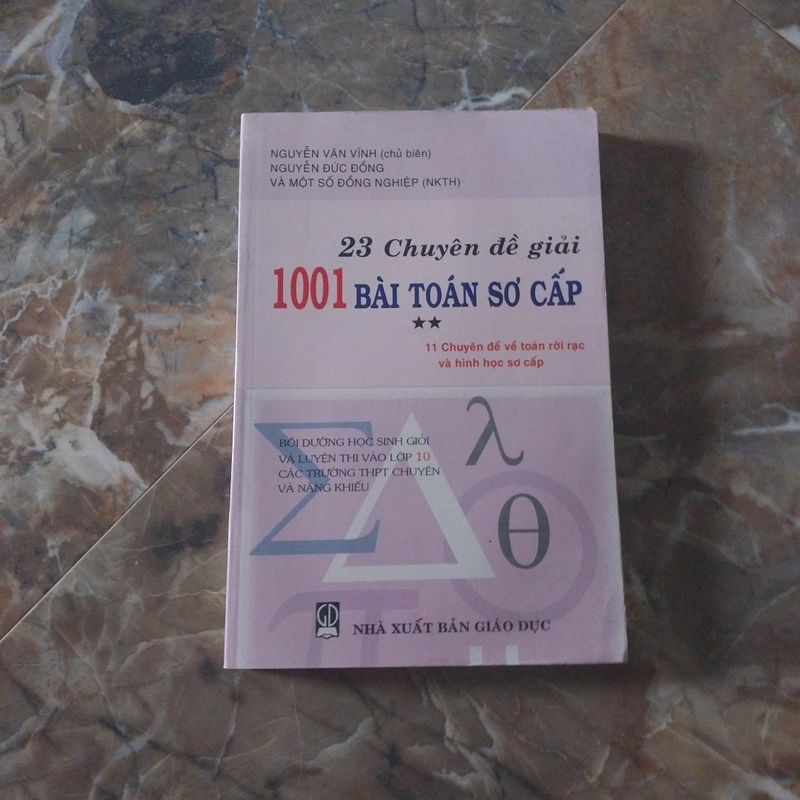 NGUYỄN VĂN VĨNH (chủ biên)
NGUYỄN ĐỨC ĐỒNG
VÀ MỘT SỐ ĐỒNG NGHIỆP (NKTH)
23 Chuyên đề giải
1001 BÀI TOÁN SƠ CẤP
★★
11 Chuyên đề về toán rời rạc
và hình học sơ cấp
BỒI DƯỠNG HỌC SINH GIỎI
VÀ LUYỆN THI VÀO LỚP 10
CÁC TRƯỜNG THPT CHUYÊN
VÀ NĂNG KHIẾU
Σ
Δ
λ
θ
π
GD
NHÀ XUẤT BẢN GIÁO DỤC